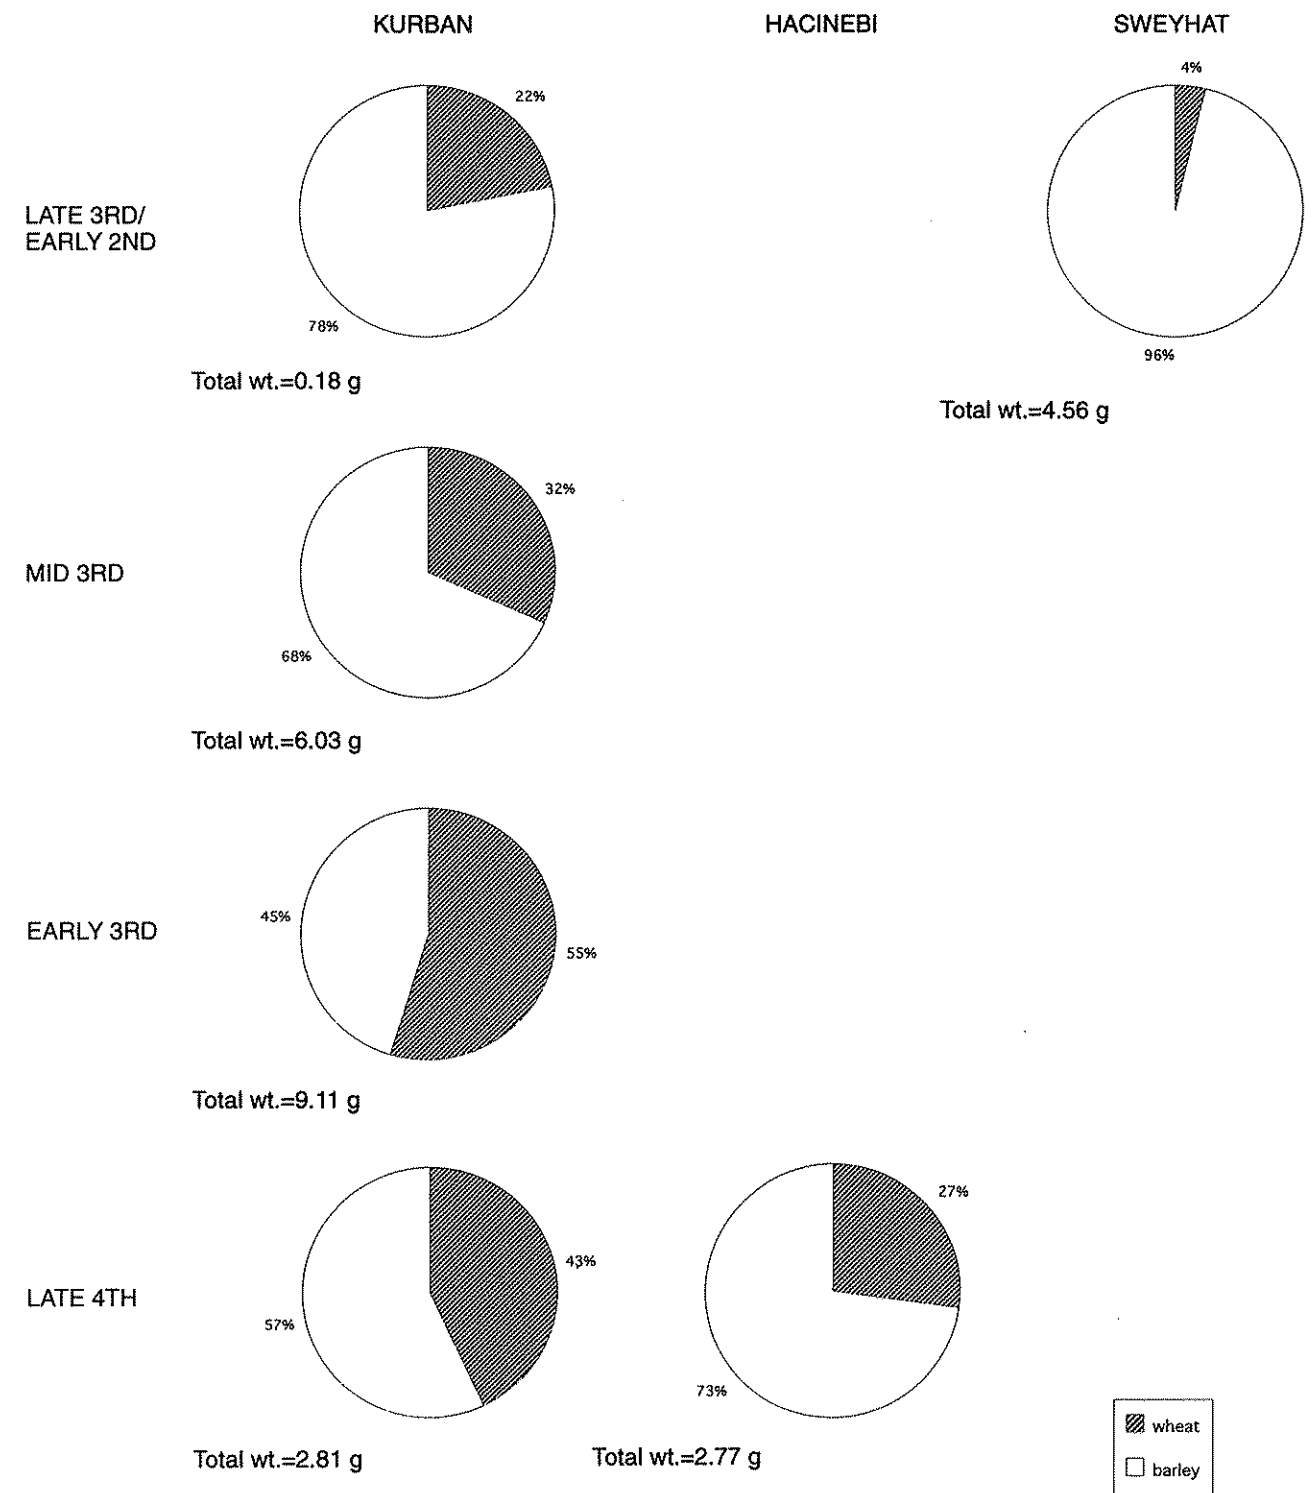 KURBAN
HACINEBI
SWEYHAT
LATE 3RD/
EARLY 2ND
22%
78%
Total wt.=0.18 g
4%
96%
Total wt.=4.56 g
MID 3RD
32%
68%
Total wt.=6.03 g
EARLY 3RD
45%
55%
Total wt.=9.11 g
LATE 4TH
43%
57%
Total wt.=2.81 g
27%
73%
Total wt.=2.77 g
wheat
barley